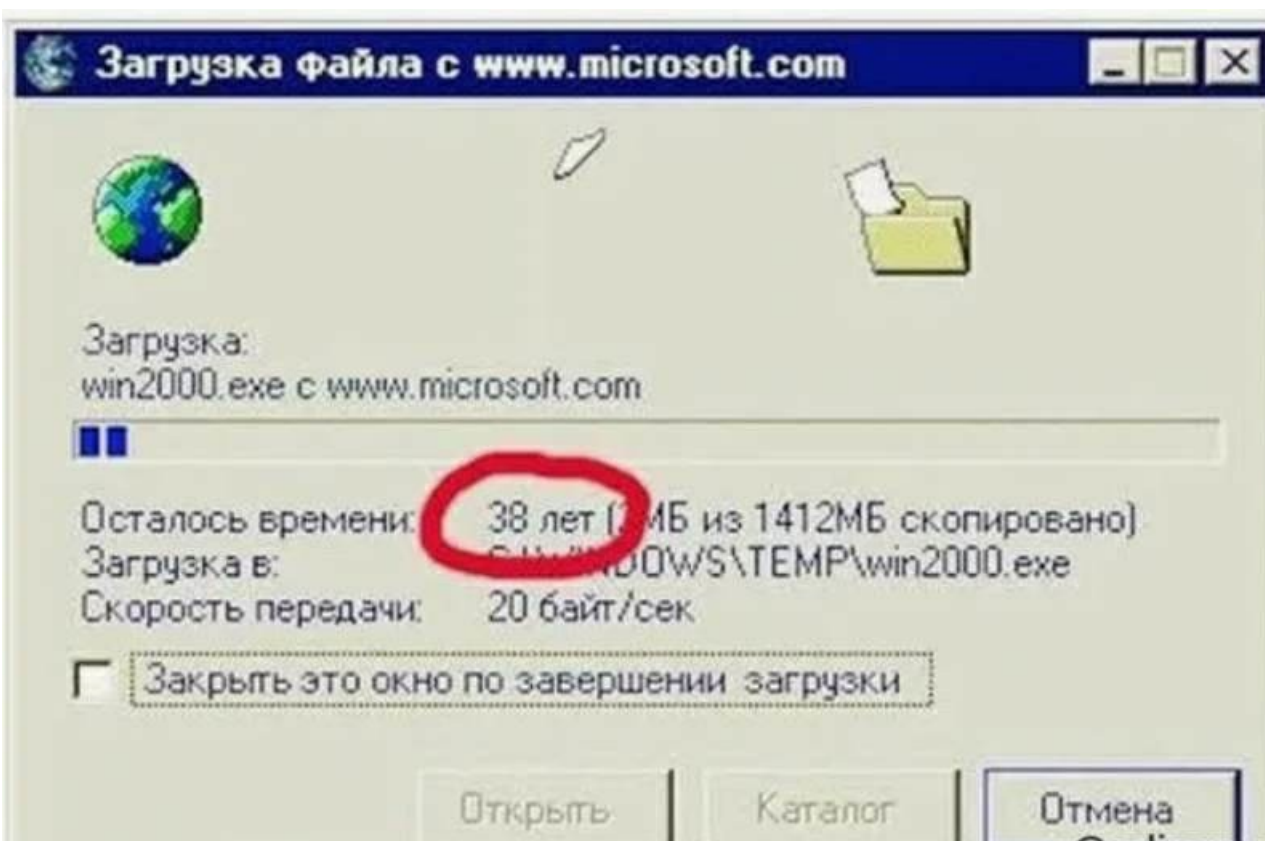 Загрузка файла с www.microsoft.com
Загрузка:
win2000.exe с www.microsoft.com
Осталось времени: 38 лет МБ из 1412МБ скопировано)
Загрузка в: \TEMP\win2000.exe
Скорость передачи: 20 байт/сек
Закрыть это окно по завершении загрузки
Открыть Каталог Отмена